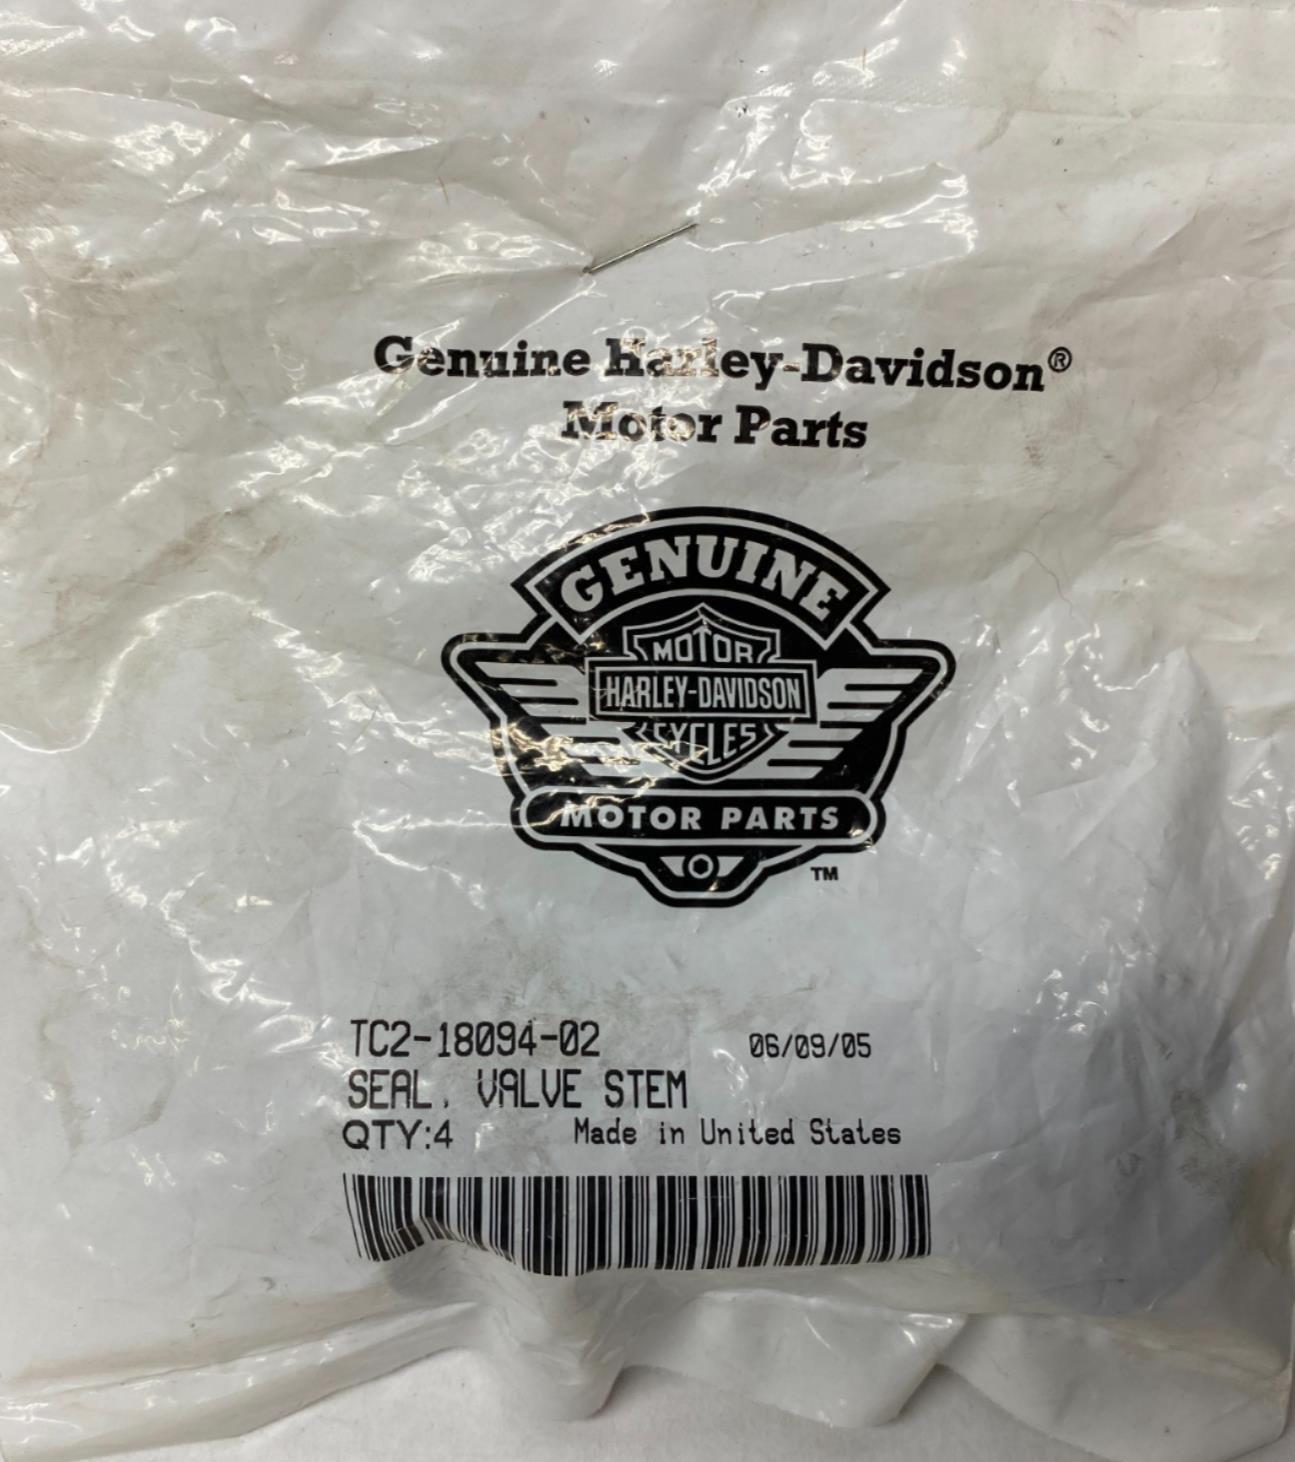 Genuine Harley-Davidson®
Motor Parts
GENUINE
MOTOR
HARLEY-DAVIDSON
CYCLES
MOTOR PARTS
TM
TC2-18094-02 06/09/05
SEAL, VALVE STEM
QTY:4 Made in United States